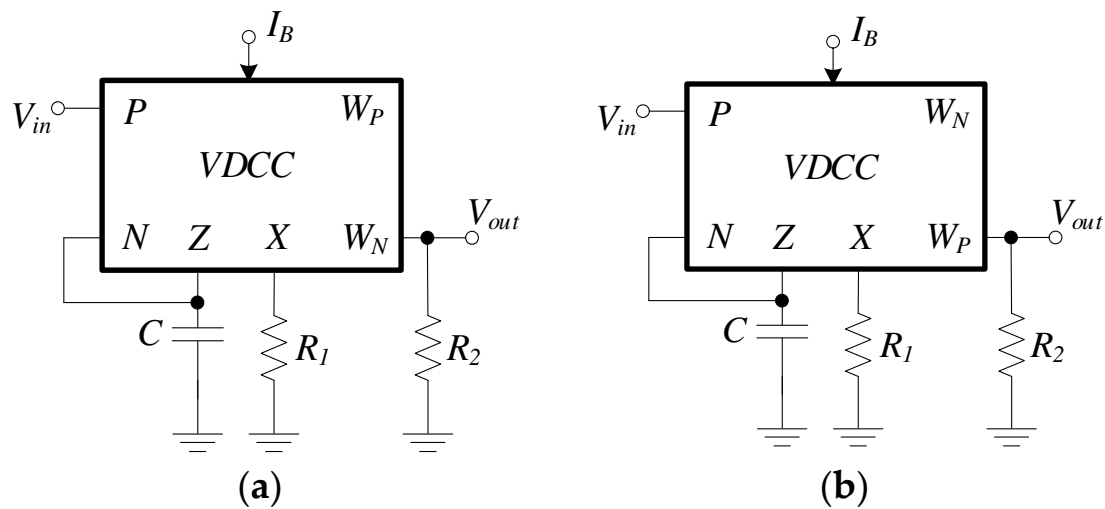 I_B
V_in P W_P
VDCC
N Z X W_N V_out
C R_1 R_2
(a)
I_B
V_in P W_N
VDCC
N Z X W_P V_out
C R_1 R_2
(b)